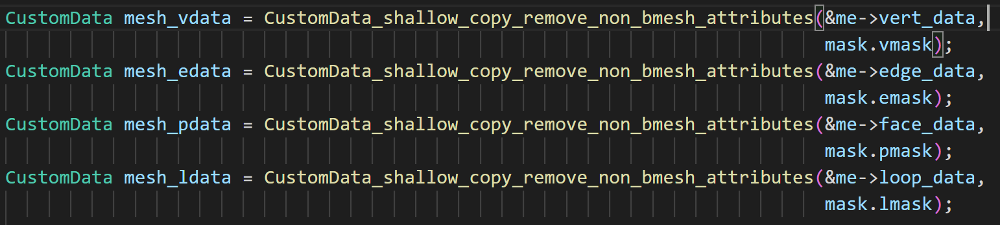 CustomData mesh_vdata = CustomData_shallow_copy_remove_non_bmesh_attributes(&me->vert_data,
mask.vmask);
CustomData mesh_edata = CustomData_shallow_copy_remove_non_bmesh_attributes(&me->edge_data,
mask.emask);
CustomData mesh_pdata = CustomData_shallow_copy_remove_non_bmesh_attributes(&me->face_data,
mask.pmask);
CustomData mesh_ldata = CustomData_shallow_copy_remove_non_bmesh_attributes(&me->loop_data,
mask.lmask);